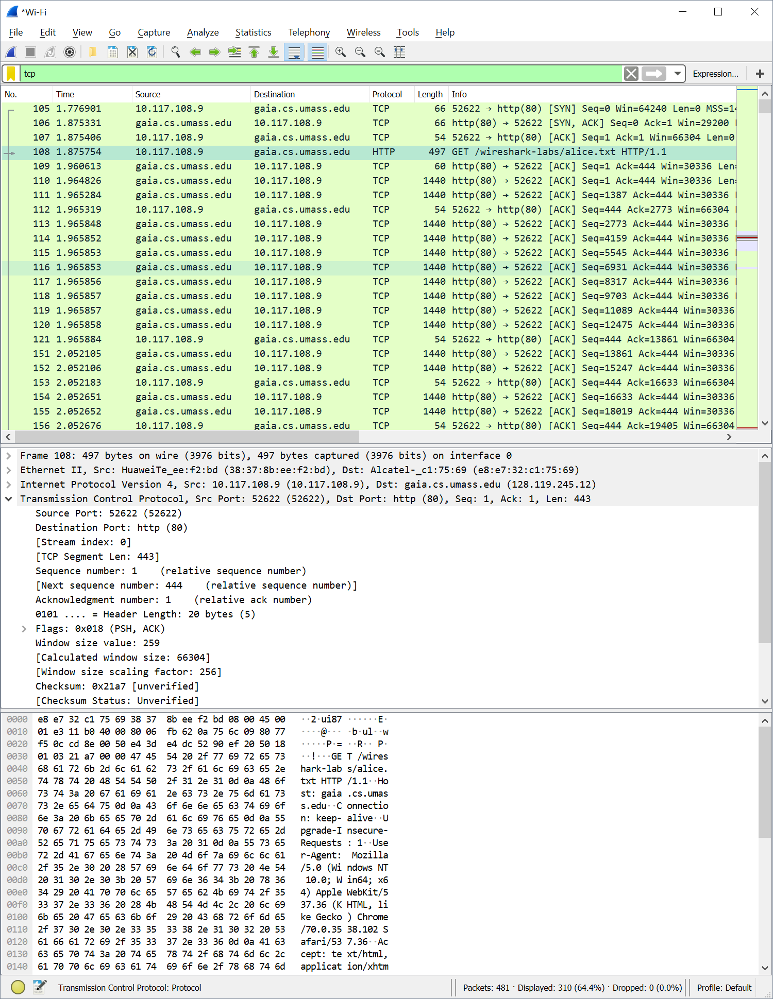 *Wi-Fi
File Edit View Go Capture Analyze Statistics Telephony Wireless Tools Help
tcp Expression... +
No. Time Source Destination Protocol Length Info
105 1.776901 10.117.108.9 gaia.cs.umass.edu TCP 66 52622 → http(80) [SYN] Seq=0 Win=64240 Len=0 MSS=14
106 1.875331 gaia.cs.umass.edu 10.117.108.9 TCP 66 http(80) → 52622 [SYN, ACK] Seq=0 Ack=1 Win=29200
107 1.875406 10.117.108.9 gaia.cs.umass.edu TCP 54 52622 → http(80) [ACK] Seq=1 Ack=1 Win=66304 Len=0
108 1.875754 10.117.108.9 gaia.cs.umass.edu HTTP 497 GET /wireshark-labs/alice.txt HTTP/1.1
109 1.960613 gaia.cs.umass.edu 10.117.108.9 TCP 60 http(80) → 52622 [ACK] Seq=1 Ack=444 Win=30336 Len=
110 1.964826 gaia.cs.umass.edu 10.117.108.9 TCP 1440 http(80) → 52622 [ACK] Seq=1 Ack=444 Win=30336 Len=
111 1.965284 gaia.cs.umass.edu 10.117.108.9 TCP 1440 http(80) → 52622 [ACK] Seq=1387 Ack=444 Win=30336
112 1.965319 10.117.108.9 gaia.cs.umass.edu TCP 54 52622 → http(80) [ACK] Seq=444 Ack=2773 Win=66304
113 1.965848 gaia.cs.umass.edu 10.117.108.9 TCP 1440 http(80) → 52622 [ACK] Seq=2773 Ack=444 Win=30336
114 1.965852 gaia.cs.umass.edu 10.117.108.9 TCP 1440 http(80) → 52622 [ACK] Seq=4159 Ack=444 Win=30336
115 1.965853 gaia.cs.umass.edu 10.117.108.9 TCP 1440 http(80) → 52622 [ACK] Seq=5545 Ack=444 Win=30336
116 1.965853 gaia.cs.umass.edu 10.117.108.9 TCP 1440 http(80) → 52622 [ACK] Seq=6931 Ack=444 Win=30336
117 1.965856 gaia.cs.umass.edu 10.117.108.9 TCP 1440 http(80) → 52622 [ACK] Seq=8317 Ack=444 Win=30336
118 1.965857 gaia.cs.umass.edu 10.117.108.9 TCP 1440 http(80) → 52622 [ACK] Seq=9703 Ack=444 Win=30336
119 1.965857 gaia.cs.umass.edu 10.117.108.9 TCP 1440 http(80) → 52622 [ACK] Seq=11089 Ack=444 Win=30336
120 1.965858 gaia.cs.umass.edu 10.117.108.9 TCP 1440 http(80) → 52622 [ACK] Seq=12475 Ack=444 Win=30336
121 1.965884 10.117.108.9 gaia.cs.umass.edu TCP 54 52622 → http(80) [ACK] Seq=444 Ack=13861 Win=66304
151 2.052105 gaia.cs.umass.edu 10.117.108.9 TCP 1440 http(80) → 52622 [ACK] Seq=13861 Ack=444 Win=30336
152 2.052106 gaia.cs.umass.edu 10.117.108.9 TCP 1440 http(80) → 52622 [ACK] Seq=15247 Ack=444 Win=30336
153 2.052183 10.117.108.9 gaia.cs.umass.edu TCP 54 52622 → http(80) [ACK] Seq=444 Ack=16633 Win=66304
154 2.052651 gaia.cs.umass.edu 10.117.108.9 TCP 1440 http(80) → 52622 [ACK] Seq=16633 Ack=444 Win=30336
155 2.052652 gaia.cs.umass.edu 10.117.108.9 TCP 1440 http(80) → 52622 [ACK] Seq=18019 Ack=444 Win=30336
156 2.052676 10.117.108.9 gaia.cs.umass.edu TCP 54 52622 → http(80) [ACK] Seq=444 Ack=19405 Win=66304
Frame 108: 497 bytes on wire (3976 bits), 497 bytes captured (3976 bits) on interface 0
Ethernet II, Src: HuaweiTe_ee:f2:bd (38:37:8b:ee:f2:bd), Dst: Alcatel-_c1:75:69 (e8:e7:32:c1:75:69)
Internet Protocol Version 4, Src: 10.117.108.9 (10.117.108.9), Dst: gaia.cs.umass.edu (128.119.245.12)
Transmission Control Protocol, Src Port: 52622 (52622), Dst Port: http (80), Seq: 1, Ack: 1, Len: 443
Source Port: 52622 (52622)
Destination Port: http (80)
[Stream index: 0]
[TCP Segment Len: 443]
Sequence number: 1 (relative sequence number)
[Next sequence number: 444 (relative sequence number)]
Acknowledgment number: 1 (relative ack number)
0101 .... = Header Length: 20 bytes (5)
Flags: 0x018 (PSH, ACK)
Window size value: 259
[Calculated window size: 66304]
[Window size scaling factor: 256]
Checksum: 0x21a7 [unverified]
[Checksum Status: Unverified]
0000 e8 e7 32 c1 75 69 38 37 8b ee f2 bd 08 00 45 00 ··2·ui87 ······E·
0010 01 e3 11 b0 40 00 80 06 fb 62 0a 75 6c 09 80 77 ····@··· ·b·ul··w
0020 f5 0c cd 8e 00 50 e4 3d e4 dc 52 90 ef 20 50 18 ·····P·= ··R·· P·
0030 01 03 21 a7 00 00 47 45 54 20 2f 77 69 72 65 73 ··!···GE T /wires
0040 68 61 72 6b 2d 6c 61 62 73 2f 61 6c 69 63 65 2e hark-lab s/alice.
0050 74 78 74 20 48 54 54 50 2f 31 2e 31 0d 0a 48 6f txt HTTP /1.1··Ho
0060 73 74 3a 20 67 61 69 61 2e 63 73 2e 75 6d 61 73 st: gaia .cs.umas
0070 73 2e 65 64 75 0d 0a 43 6f 6e 6e 65 63 74 69 6f s.edu··C onnectio
0080 6e 3a 20 6b 65 65 70 2d 61 6c 69 76 65 0d 0a 55 n: keep- alive··U
0090 70 67 72 61 64 65 2d 49 6e 73 65 63 75 72 65 2d pgrade-I nsecure-
00a0 52 65 71 75 65 73 74 73 3a 20 31 0d 0a 55 73 65 Requests : 1··Use
00b0 72 2d 41 67 65 6e 74 3a 20 4d 6f 7a 69 6c 6c 61 r-Agent: Mozilla
00c0 2f 35 2e 30 20 28 57 69 6e 64 6f 77 73 20 4e 54 /5.0 (Wi ndows NT
00d0 20 31 30 2e 30 3b 20 57 69 6e 36 34 3b 20 78 36 10.0; W in64; x6
00e0 34 29 20 41 70 70 6c 65 57 65 62 4b 69 74 2f 35 4) Apple WebKit/5
00f0 33 37 2e 33 36 20 28 4b 48 54 4d 4c 2c 20 6c 69 37.36 (K HTML, li
0100 6b 65 20 47 65 63 6b 6f 29 20 43 68 72 6f 6d 65 ke Gecko ) Chrome
0110 2f 37 30 2e 30 2e 33 35 33 38 2e 31 30 32 20 53 /70.0.35 38.102 S
0120 61 66 61 72 69 2f 35 33 37 2e 33 36 0d 0a 41 63 afari/53 7.36··Ac
0130 63 65 70 74 3a 20 74 65 78 74 2f 68 74 6d 6c 2c cept: te xt/html,
0140 61 70 70 6c 69 63 61 74 69 6f 6e 2f 78 68 74 6d applicat ion/xhtm
Transmission Control Protocol: Protocol Packets: 481 · Displayed: 310 (64.4%) · Dropped: 0 (0.0%) Profile: Default